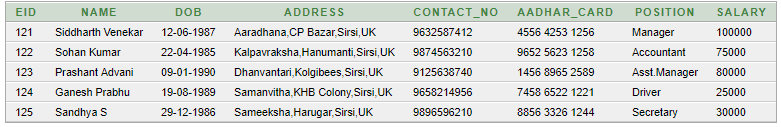 EID NAME DOB ADDRESS CONTACT_NO AADHAR_CARD POSITION SALARY
121 Siddharth Venekar 12-06-1987 Aaradhana,CP Bazar,Sirsi,UK 9632587412 4556 4253 1256 Manager 100000
122 Sohan Kumar 22-04-1985 Kalpavraksha,Hanumanti,Sirsi,UK 9874563210 9652 5623 1258 Accountant 75000
123 Prashant Advani 09-01-1990 Dhanvantari,Kolgibees,Sirsi,UK 9125638740 1456 8965 2589 Asst.Manager 80000
124 Ganesh Prabhu 19-08-1989 Samanvitha,KHB Colony,Sirsi,UK 9658214956 7458 6522 1221 Driver 25000
125 Sandhya S 29-12-1986 Sameeksha,Harugar,Sirsi,UK 9896596210 8856 3326 1244 Secretary 30000